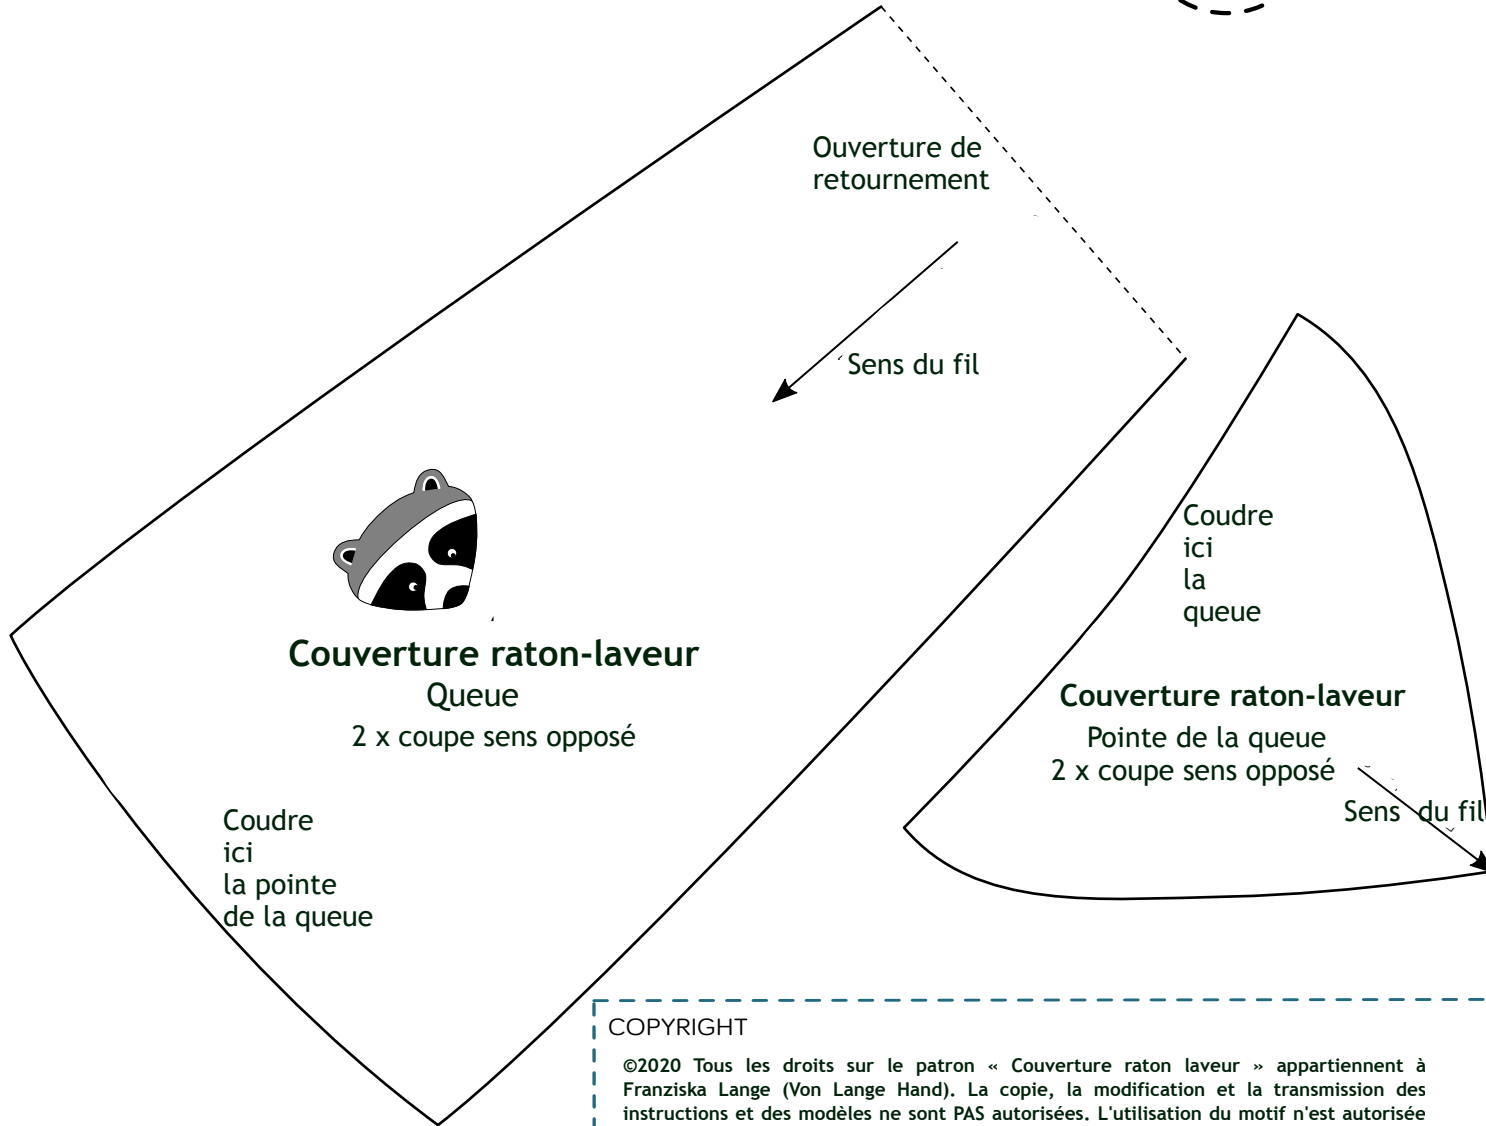 Ouverture de
retournement
Sens du fil
Couverture raton-laveur
Queue
2 x coupe sens opposé
Coudre
ici
la pointe
de la queue
Coudre
ici
la
queue
Couverture raton-laveur
Pointe de la queue
2 x coupe sens opposé
Sens du fil
COPYRIGHT
©2020 Tous les droits sur le patron « Couverture raton laveur » appartiennent à
Franziska Lange (Von Lange Hand). La copie, la modification et la transmission des
instructions et des modèles ne sont PAS autorisées. L'utilisation du motif n'est autorisée